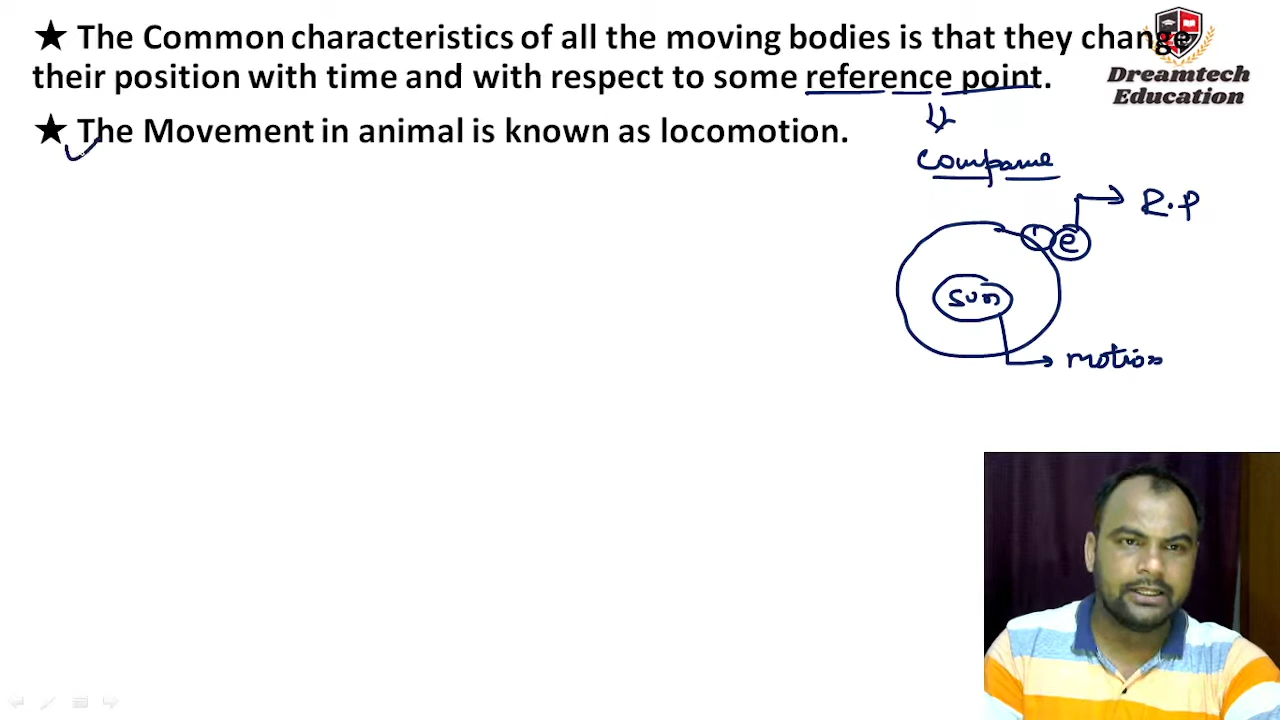 ★ The Common characteristics of all the moving bodies is that they change
their position with time and with respect to some reference point.
Dreamtech
Education
★ The Movement in animal is known as locomotion.
Compare
R.P
e
sun
motion